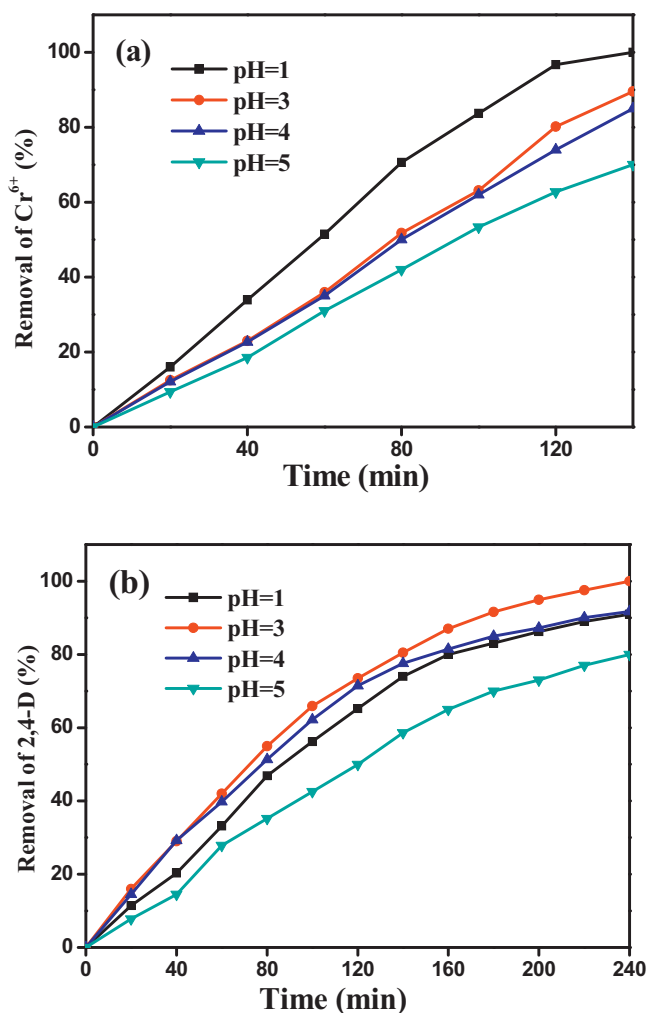 (a)
pH=1
pH=3
pH=4
pH=5
Removal of Cr⁶⁺ (%)
100
80
60
40
20
0
0 40 80 120
Time (min)
(b)
pH=1
pH=3
pH=4
pH=5
Removal of 2,4-D (%)
100
80
60
40
20
0
0 40 80 120 160 200 240
Time (min)